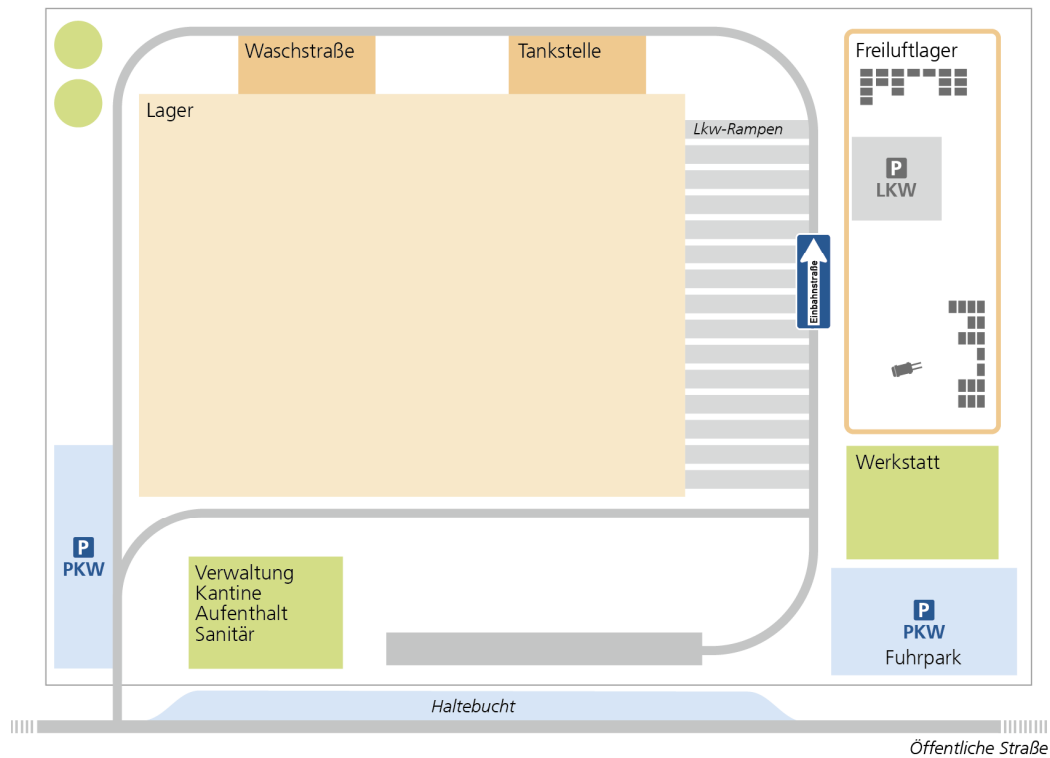 Waschstraße
Tankstelle
Freiluftlager
Lager
Lkw-Rampen
P
LKW
Einbahnstraße
Werkstatt
P
PKW
Verwaltung
Kantine
Aufenthalt
Sanitär
P
PKW
Fuhrpark
Haltebucht
Öffentliche Straße